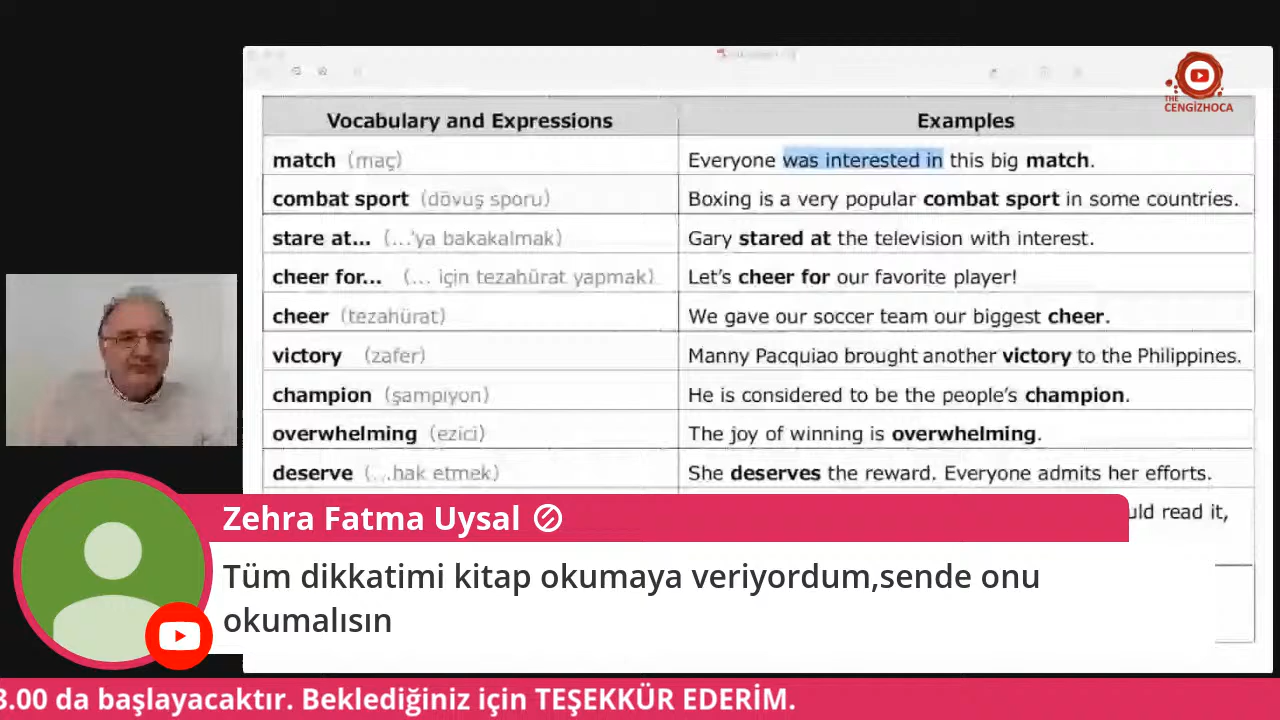 THE
CENGİZHOCA
Vocabulary and Expressions Examples
match (maç) Everyone was interested in this big match.
combat sport (dövüş sporu) Boxing is a very popular combat sport in some countries.
stare at... (...'ya bakakalmak) Gary stared at the television with interest.
cheer for... (... için tezahürat yapmak) Let's cheer for our favorite player!
cheer (tezahürat) We gave our soccer team our biggest cheer.
victory (zafer) Manny Pacquiao brought another victory to the Philippines.
champion (şampiyon) He is considered to be the people's champion.
overwhelming (ezici) The joy of winning is overwhelming.
deserve (...hak etmek) She deserves the reward. Everyone admits her efforts.
read it,
Zehra Fatma Uysal
Tüm dikkatimi kitap okumaya veriyordum,sende onu
okumalısın
.00 da başlayacaktır. Beklediğiniz için TEŞEKKÜR EDERİM.